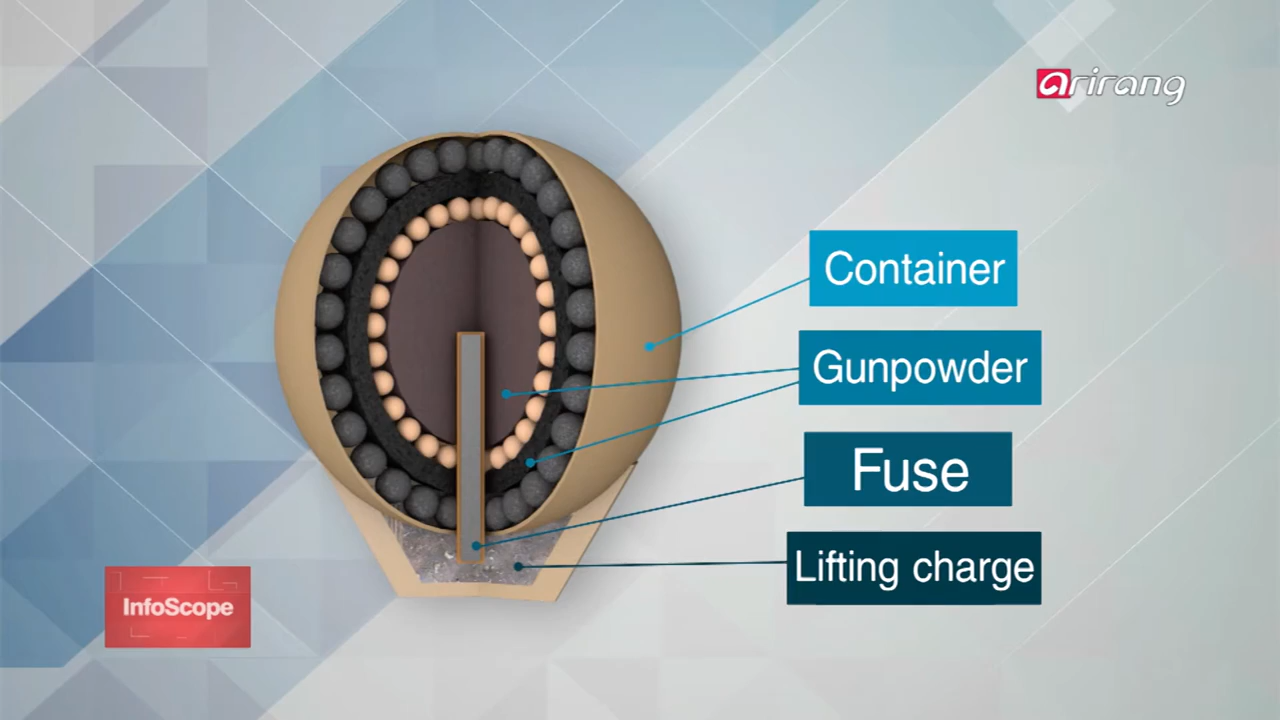 arirang
Container
Gunpowder
Fuse
Lifting charge
InfoScope